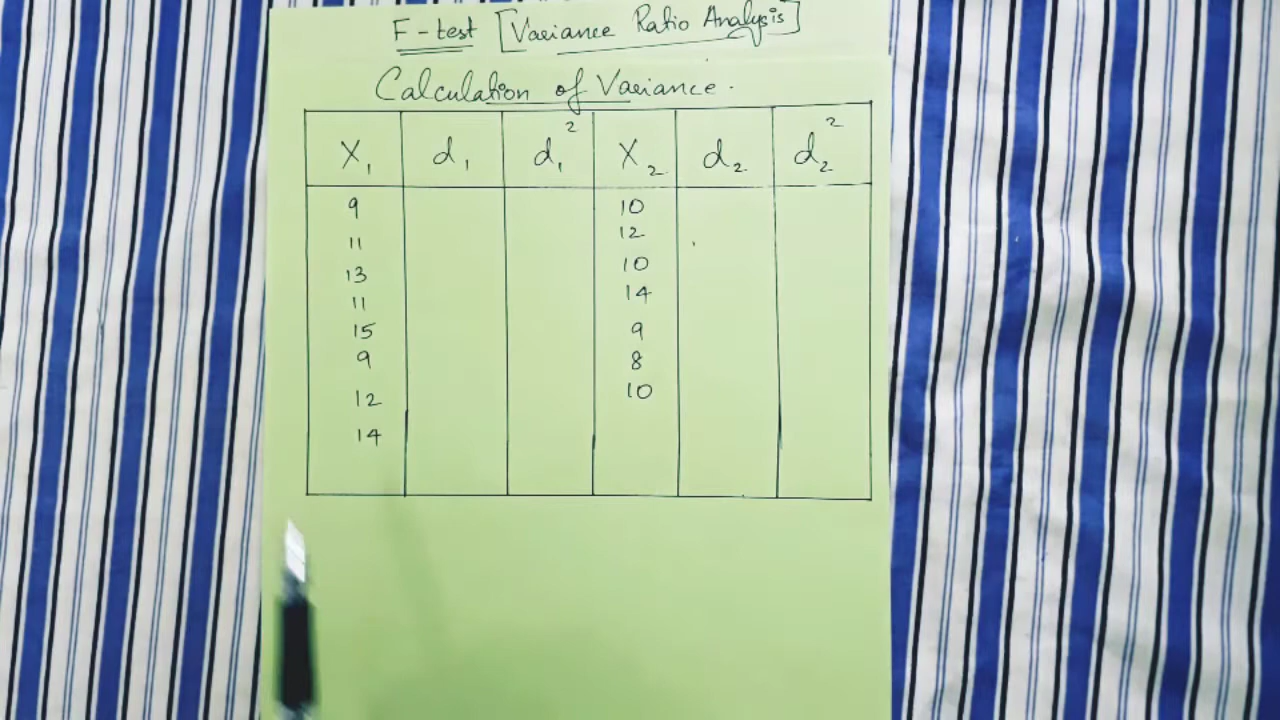 F-test [Variance Ratio Analysis]
Calculation of Variance.
X₁ d₁ d₁² X₂ d₂ d₂²
9 10
11 12
13 10
11 14
15 9
9 8
12 10
14